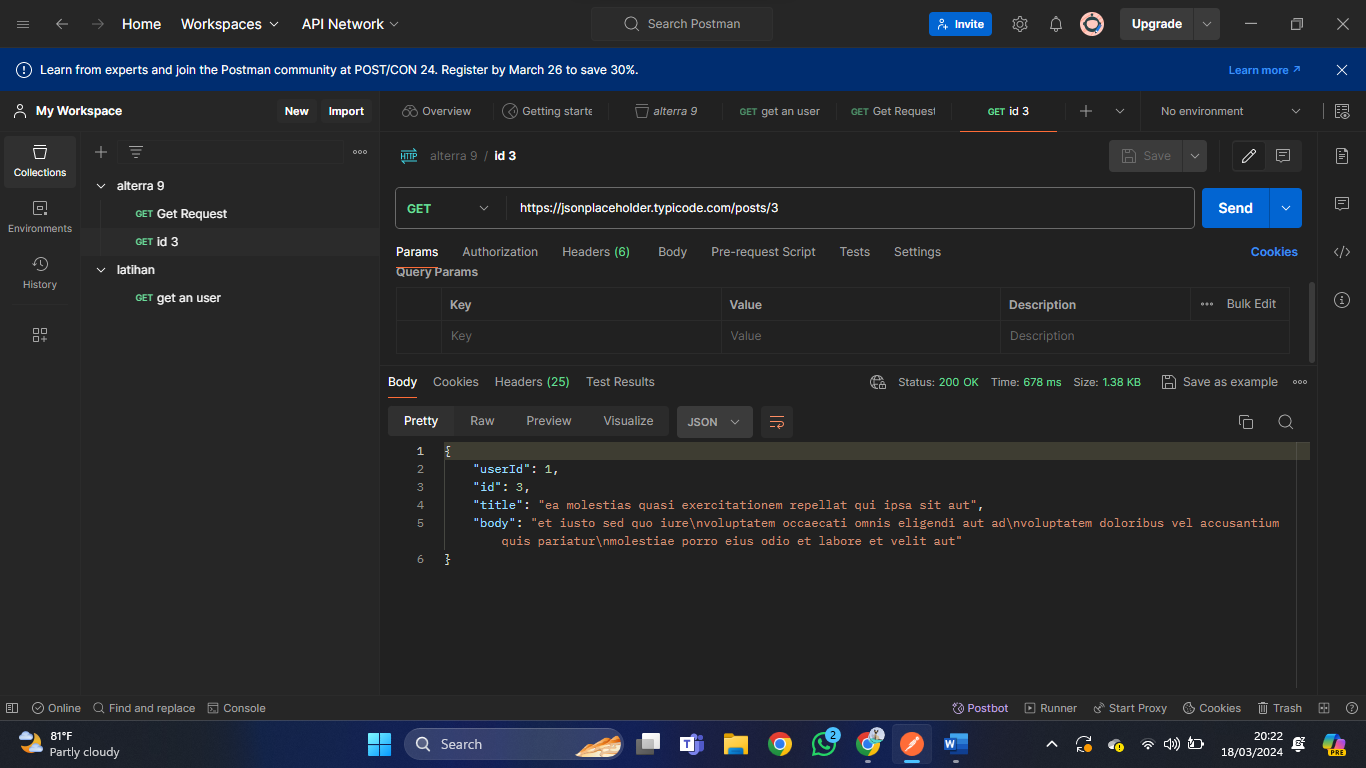 Home Workspaces API Network Search Postman Invite Upgrade
Learn from experts and join the Postman community at POST/CON 24. Register by March 26 to save 30%. Learn more
My Workspace New Import Overview Getting starte alterra 9 GET get an user GET Get Request GET id 3 No environment
Collections
Environments
History
alterra 9
GET Get Request
GET id 3
latihan
GET get an user
HTTP alterra 9 / id 3 Save
GET https://jsonplaceholder.typicode.com/posts/3 Send
Params Authorization Headers (6) Body Pre-request Script Tests Settings Cookies
Query Params
Key Value Description Bulk Edit
Key Value Description
Body Cookies Headers (25) Test Results Status: 200 OK Time: 678 ms Size: 1.38 KB Save as example
Pretty Raw Preview Visualize JSON
1 {
2 "userId": 1,
3 "id": 3,
4 "title": "ea molestias quasi exercitationem repellat qui ipsa sit aut",
5 "body": "et iusto sed quo iure\nvoluptatem occaecati omnis eligendi aut ad\nvoluptatem doloribus vel accusantium
quis pariatur\nmolestiae porro eius odio et labore et velit aut"
6 }
Online Find and replace Console Postbot Runner Start Proxy Cookies Trash
81°F
Partly cloudy
Search
2
20:22
18/03/2024
PRE